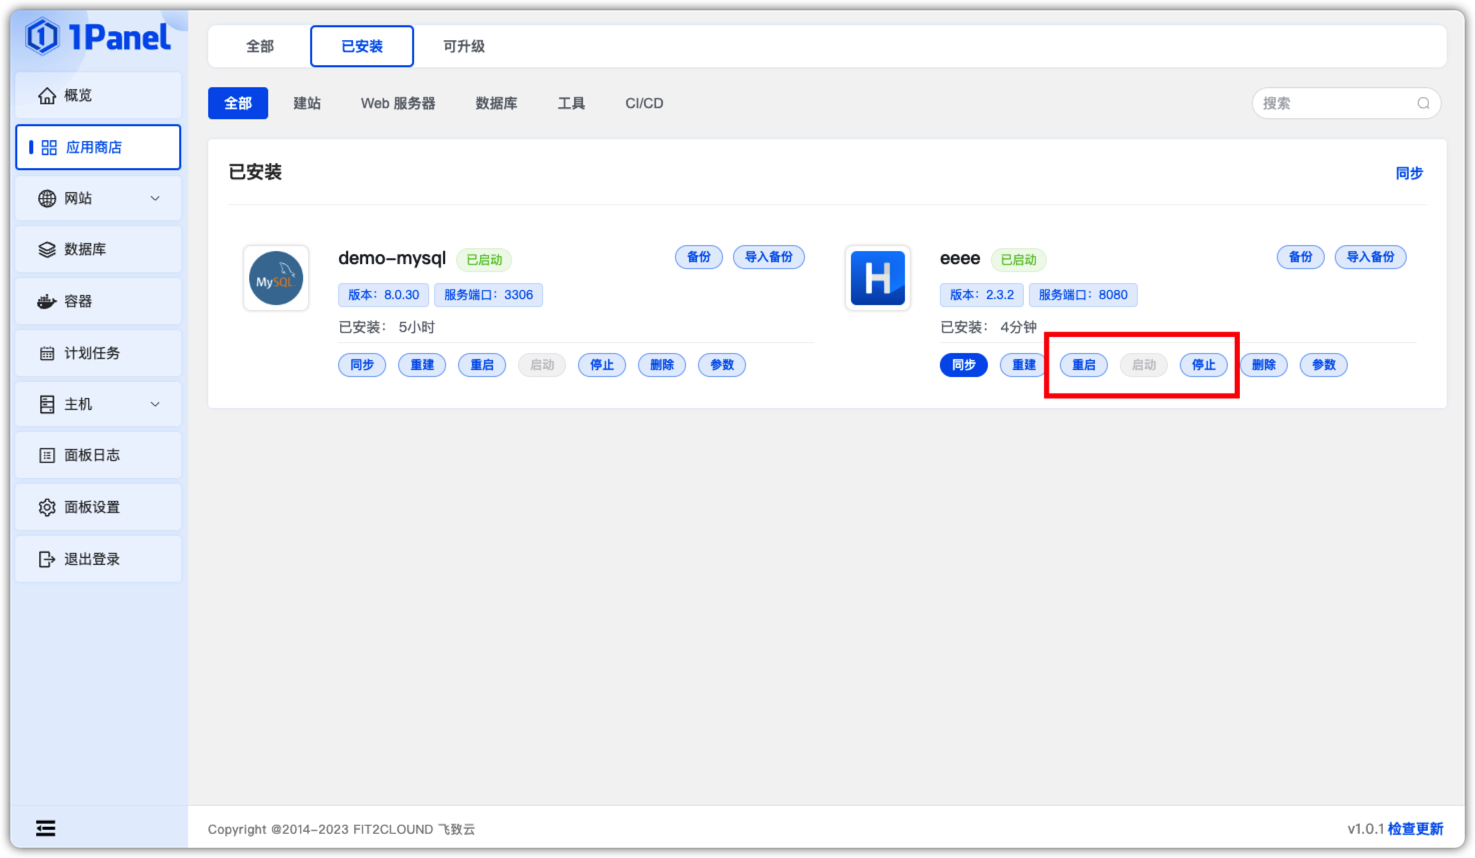 1Panel
概览
应用商店
网站
数据库
容器
计划任务
主机
面板日志
面板设置
退出登录
全部 已安装 可升级
全部 建站 Web 服务器 数据库 工具 CI/CD
搜索
已安装
同步
MySQL
demo-mysql 已启动 备份 导入备份
版本：8.0.30 服务端口：3306
已安装： 5小时
同步 重建 重启 启动 停止 删除 参数
H
eeee 已启动 备份 导入备份
版本：2.3.2 服务端口：8080
已安装： 4分钟
同步 重建 重启 启动 停止 删除 参数
Copyright @2014-2023 FIT2CLOUND 飞致云
v1.0.1 检查更新